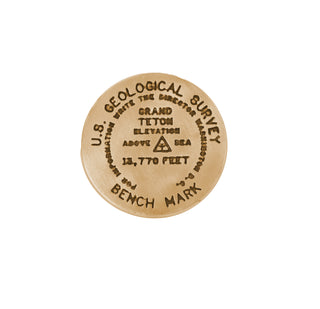 U.S. GEOLOGICAL SURVEY
FOR INFORMATION WRITE THE DIRECTOR WASHINGTON D.C.
GRAND
TETON
ELEVATION
ABOVE SEA
13,770 FEET
BENCH MARK